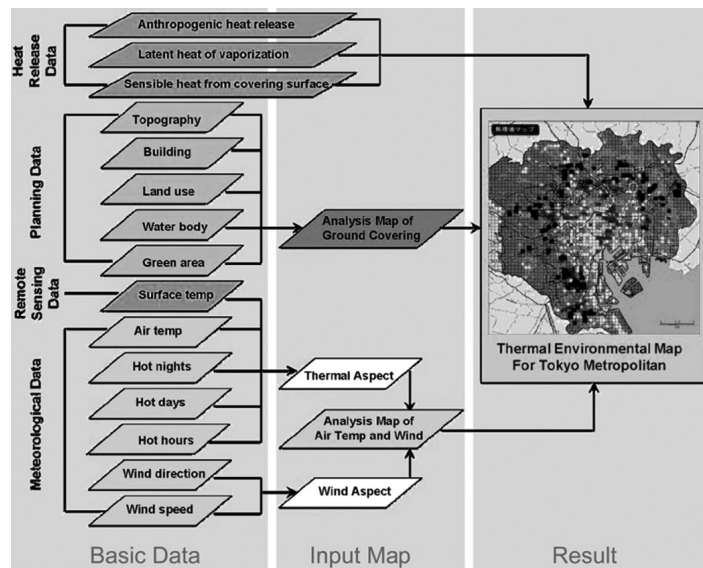 Heat
Release
Data
Anthropogenic heat release
Latent heat of vaporization
Sensible heat from covering surface
Planning Data
Topography
Building
Land use
Water body
Green area
Remote
Sensing
Data
Surface temp
Meteorological Data
Air temp
Hot nights
Hot days
Hot hours
Wind direction
Wind speed
Analysis Map of
Ground Covering
Thermal Aspect
Analysis Map of
Air Temp and Wind
Wind Aspect
Thermal Environmental Map
For Tokyo Metropolitan
Basic Data
Input Map
Result